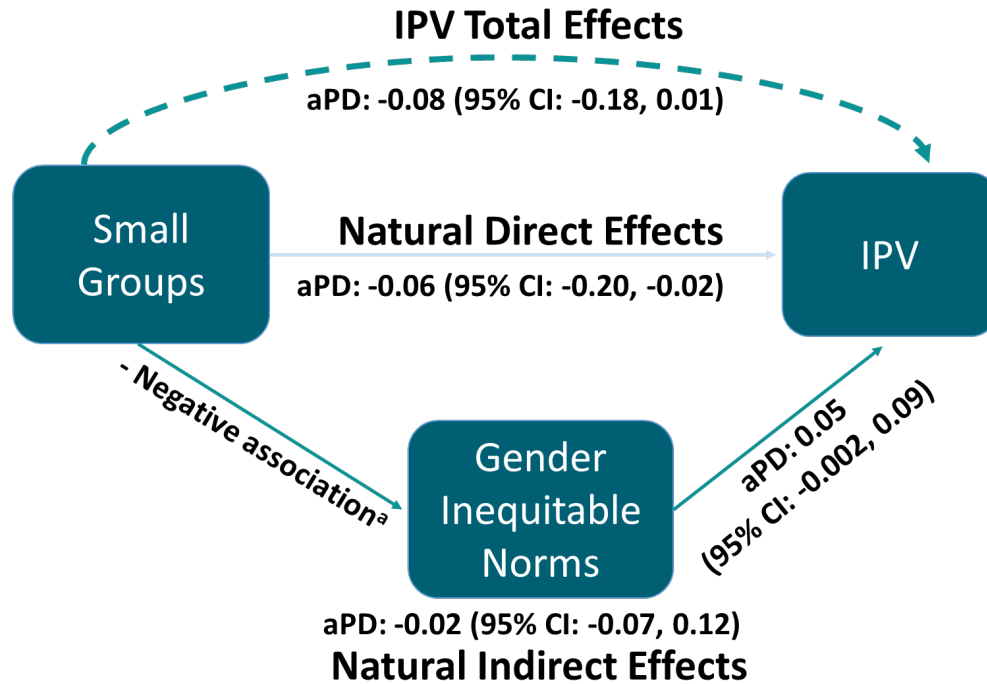 IPV Total Effects
aPD: -0.08 (95% CI: -0.18, 0.01)
Small
Groups
Natural Direct Effects
aPD: -0.06 (95% CI: -0.20, -0.02)
IPV
- Negative associationᵃ
Gender
Inequitable
Norms
aPD: 0.05
(95% CI: -0.002, 0.09)
aPD: -0.02 (95% CI: -0.07, 0.12)
Natural Indirect Effects